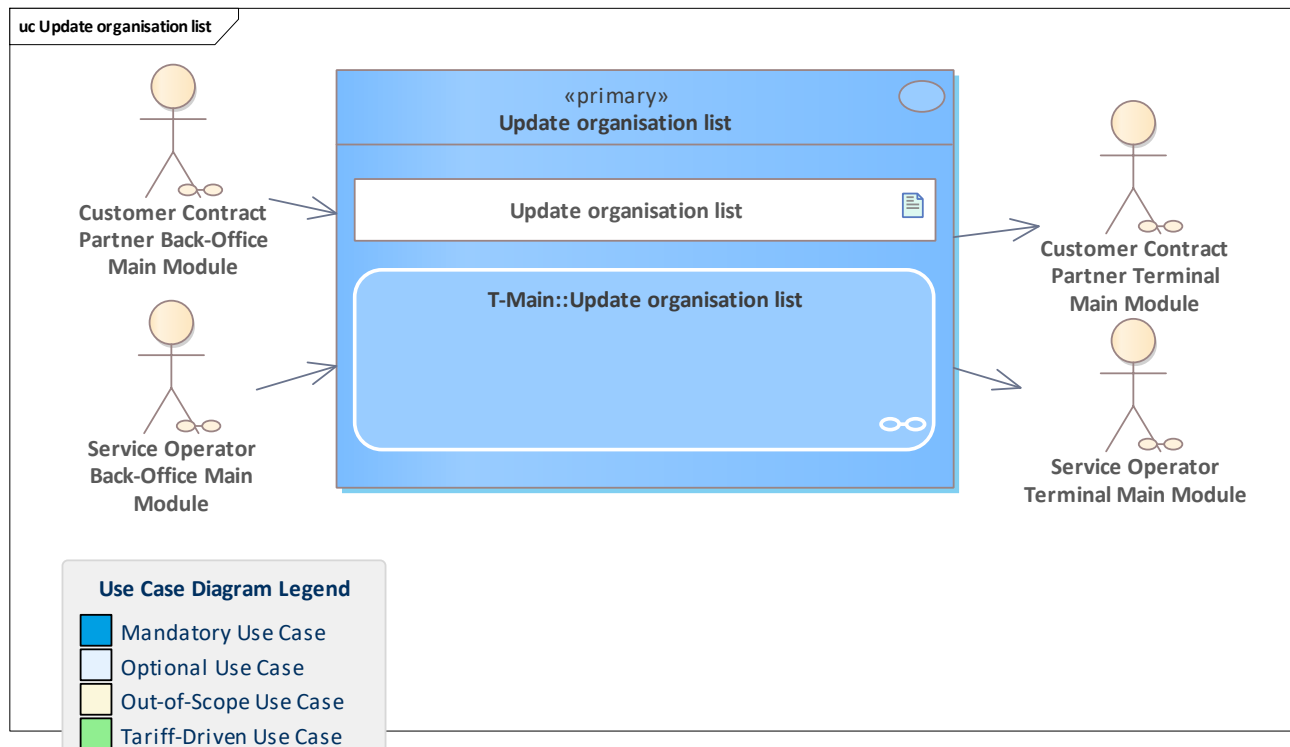 uc Update organisation list
«primary»
Update organisation list
Update organisation list
T-Main::Update organisation list
Customer Contract
Partner Back-Office
Main Module
Service Operator
Back-Office Main
Module
Customer Contract
Partner Terminal
Main Module
Service Operator
Terminal Main Module
Use Case Diagram Legend
Mandatory Use Case
Optional Use Case
Out-of-Scope Use Case
Tariff-Driven Use Case